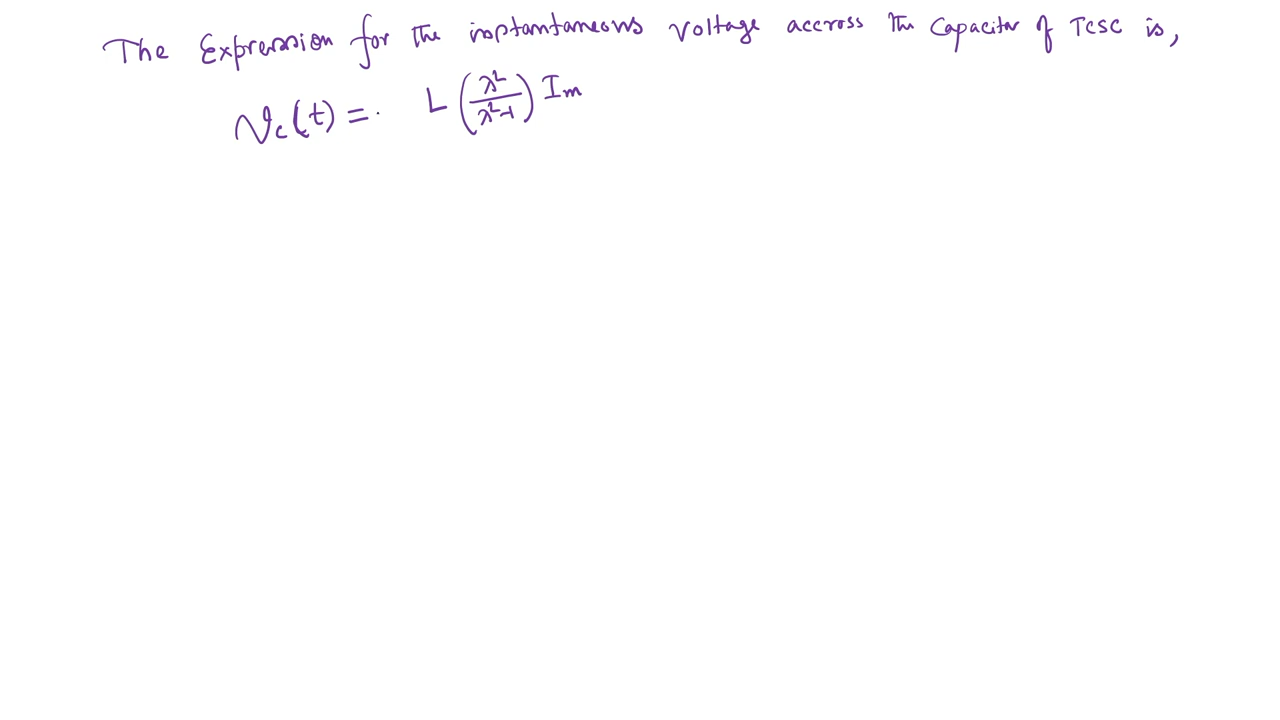 The Expression for the instantaneous voltage accross the Capacitor of TCSC is,
Vc(t) = L (λ²/(λ²-1)) Im